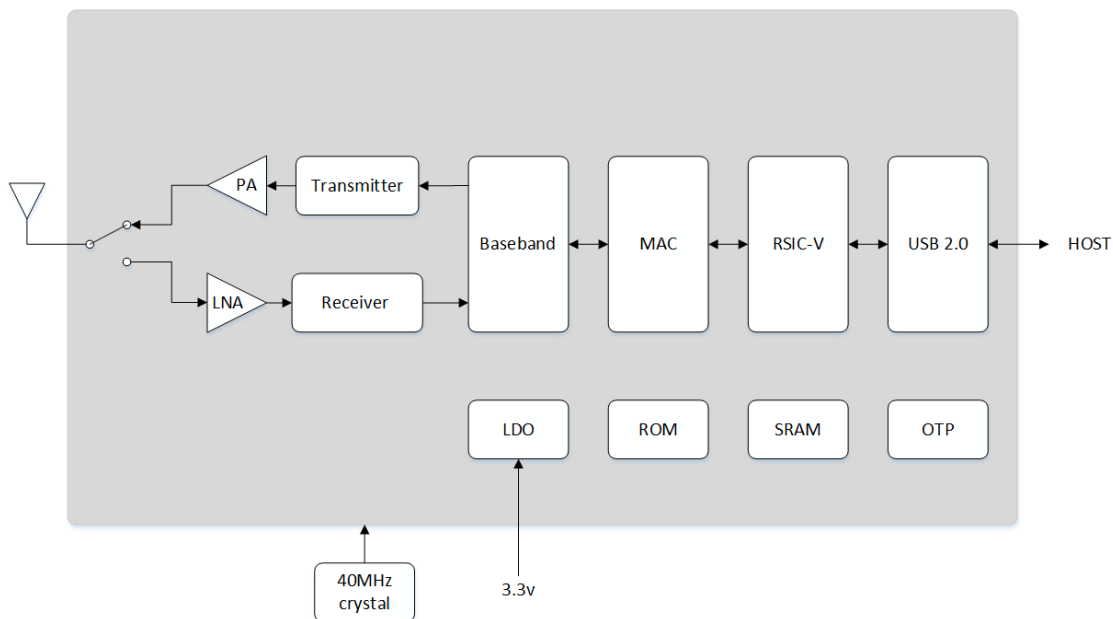 PA
Transmitter
LNA
Receiver
Baseband
MAC
RSIC-V
USB 2.0
HOST
LDO
ROM
SRAM
OTP
40MHz
crystal
3.3v